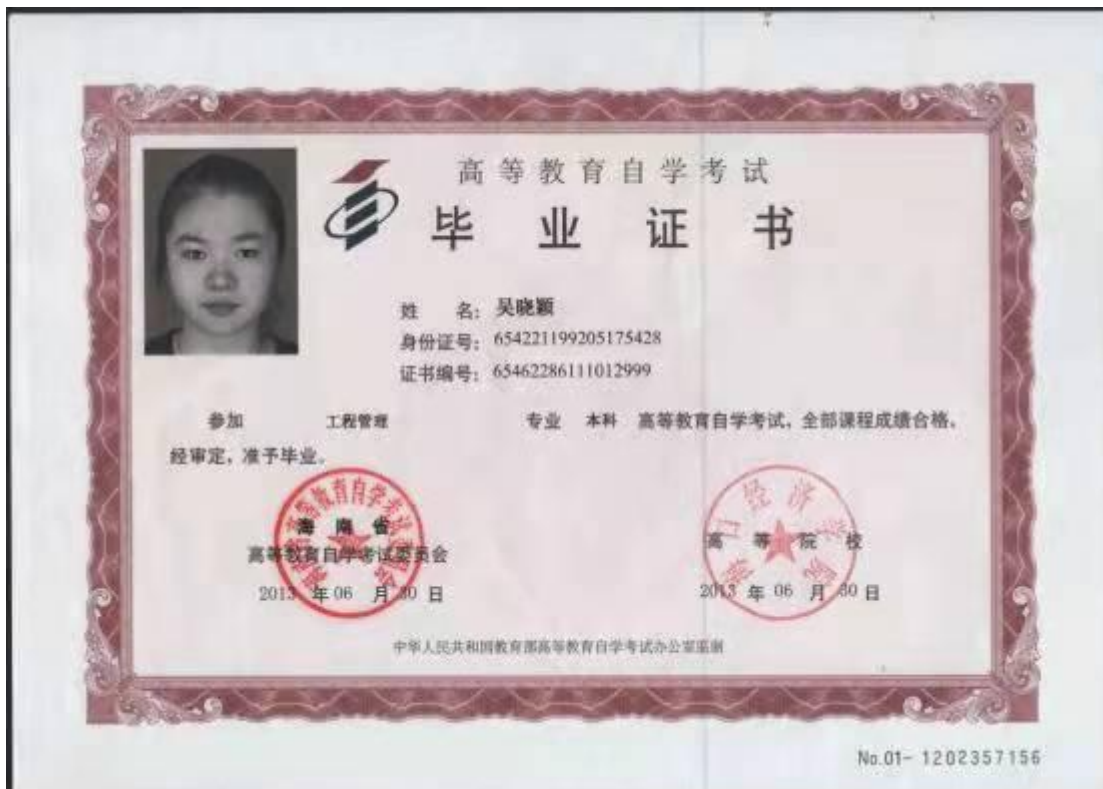 高等教育自学考试
毕业证书
姓 名：吴晓颖
身份证号：654221199205175428
证书编号：65462286111012999
参加 工程管理 专业 本科 高等教育自学考试，全部课程成绩合格，
经审定，准予毕业。
海南省
高等教育自学考试委员会
2013 年 06 月 30 日
高等院校
2013 年 06 月 30 日
经济学院
中华人民共和国教育部高等教育自学考试办公室监制
No.01- 1202357156